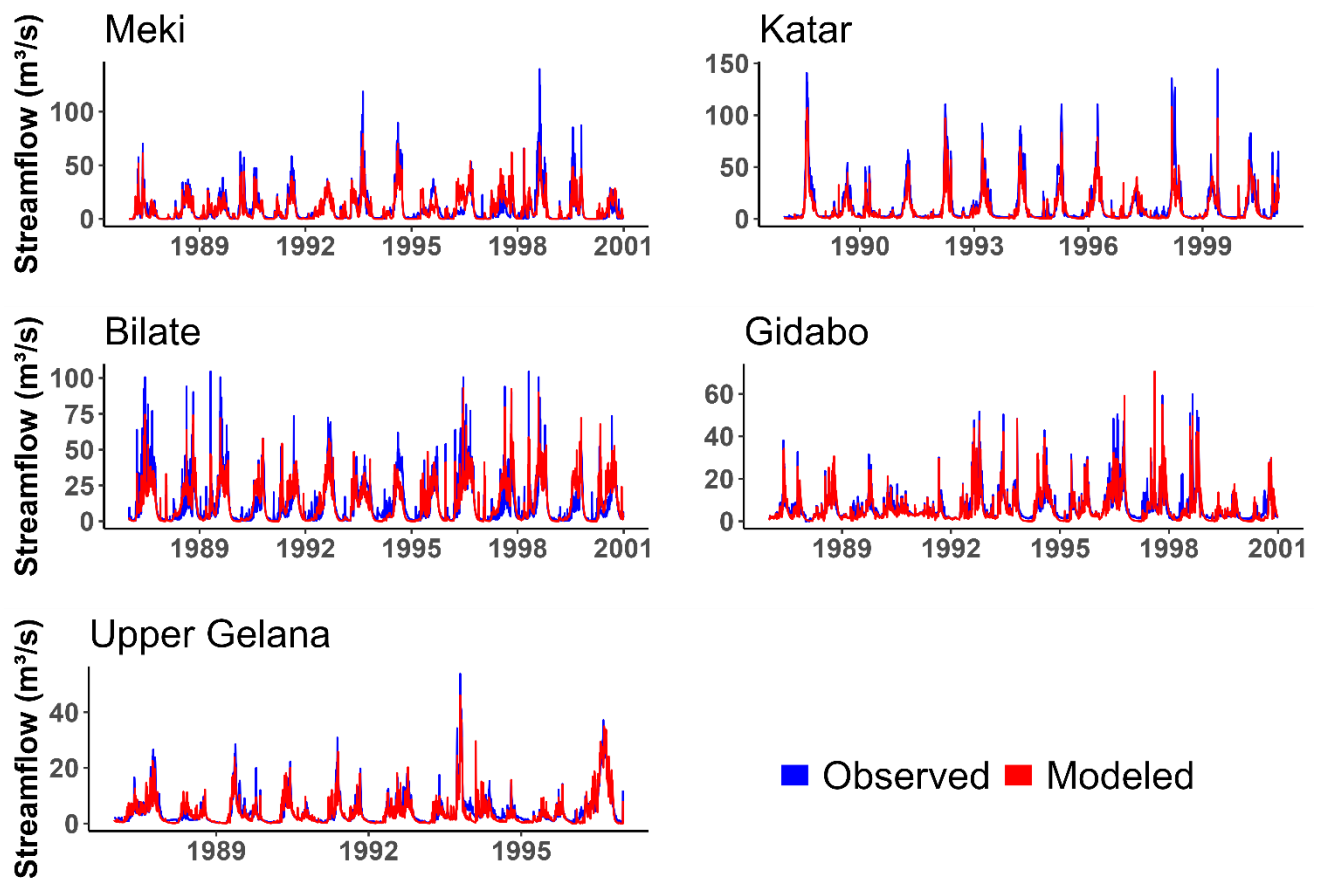 Meki
Streamflow (m³/s)
100
50
0
1989 1992 1995 1998 2001
Katar
150
100
50
0
1990 1993 1996 1999
Bilate
Streamflow (m³/s)
100
75
50
25
0
1989 1992 1995 1998 2001
Gidabo
60
40
20
0
1989 1992 1995 1998 2001
Upper Gelana
Streamflow (m³/s)
40
20
0
1989 1992 1995
Observed Modeled